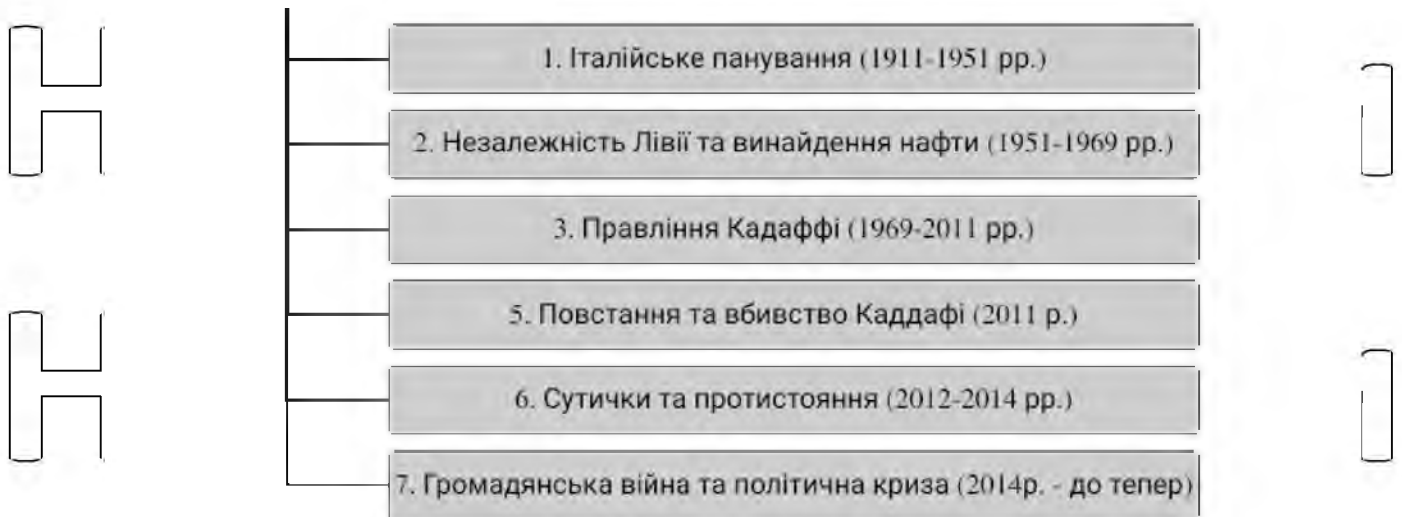 1. Італійське панування (1911-1951 рр.)
2. Незалежність Лівії та винайдення нафти (1951-1969 рр.)
3. Правління Кадаффі (1969-2011 рр.)
5. Повстання та вбивство Каддафі (2011 р.)
6. Сутички та протистояння (2012-2014 рр.)
7. Громадянська війна та політична криза (2014р. - до тепер)